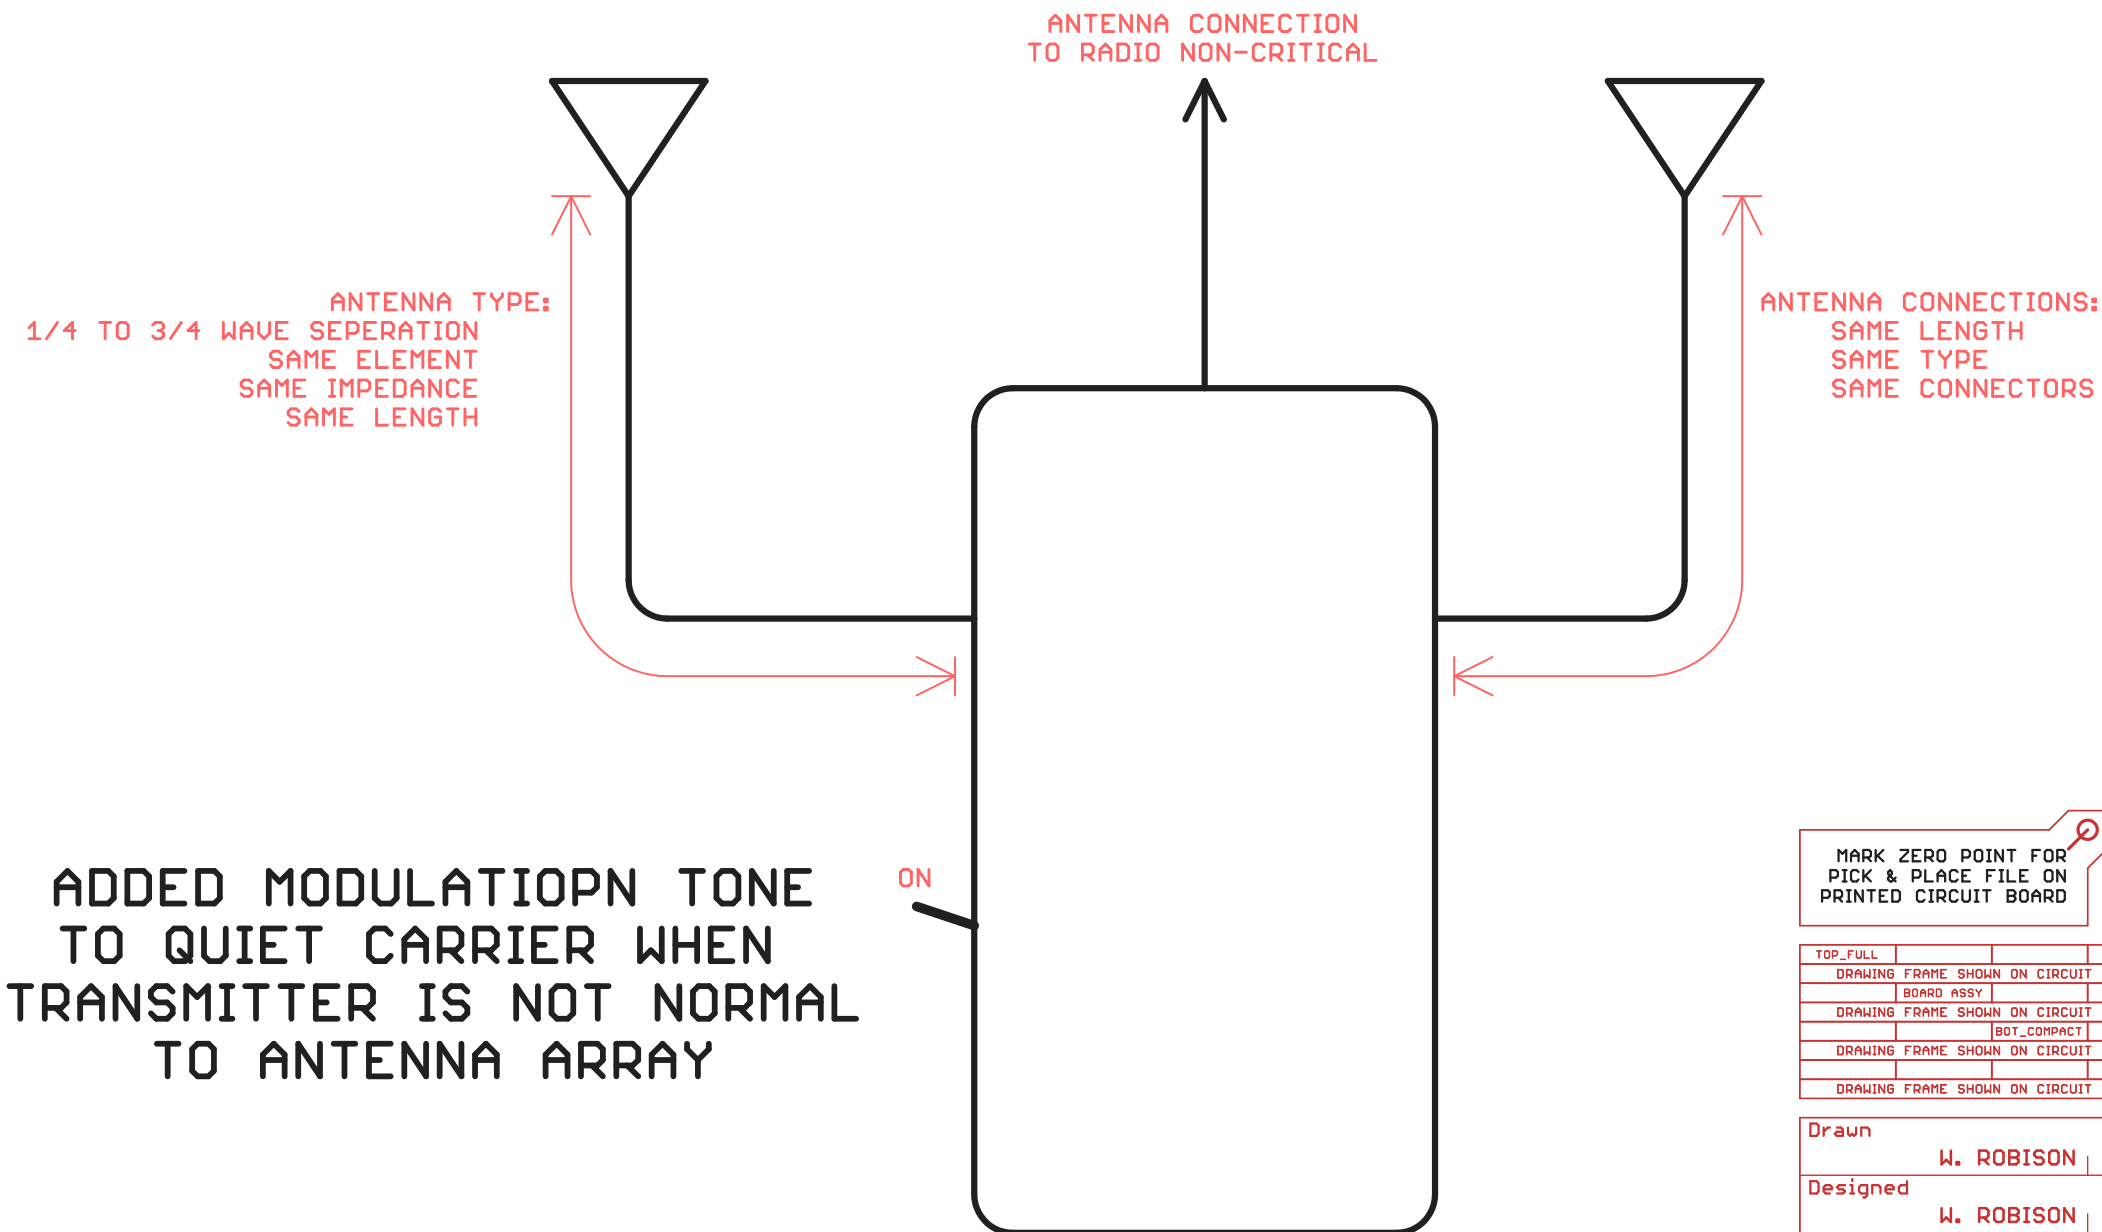 ANTENNA CONNECTION
TO RADIO NON-CRITICAL
ANTENNA TYPE:
1/4 TO 3/4 WAVE SEPERATION
SAME ELEMENT
SAME IMPEDANCE
SAME LENGTH
ANTENNA CONNECTIONS:
SAME LENGTH
SAME TYPE
SAME CONNECTORS
ADDED MODULATIOPN TONE
TO QUIET CARRIER WHEN
TRANSMITTER IS NOT NORMAL
TO ANTENNA ARRAY
ON
MARK ZERO POINT FOR
PICK & PLACE FILE ON
PRINTED CIRCUIT BOARD
TOP_FULL
DRAWING FRAME SHOWN ON CIRCUIT
BOARD ASSY
DRAWING FRAME SHOWN ON CIRCUIT
BOT_COMPACT
DRAWING FRAME SHOWN ON CIRCUIT
DRAWING FRAME SHOWN ON CIRCUIT
Drawn
W. ROBISON
Designed
W. ROBISON